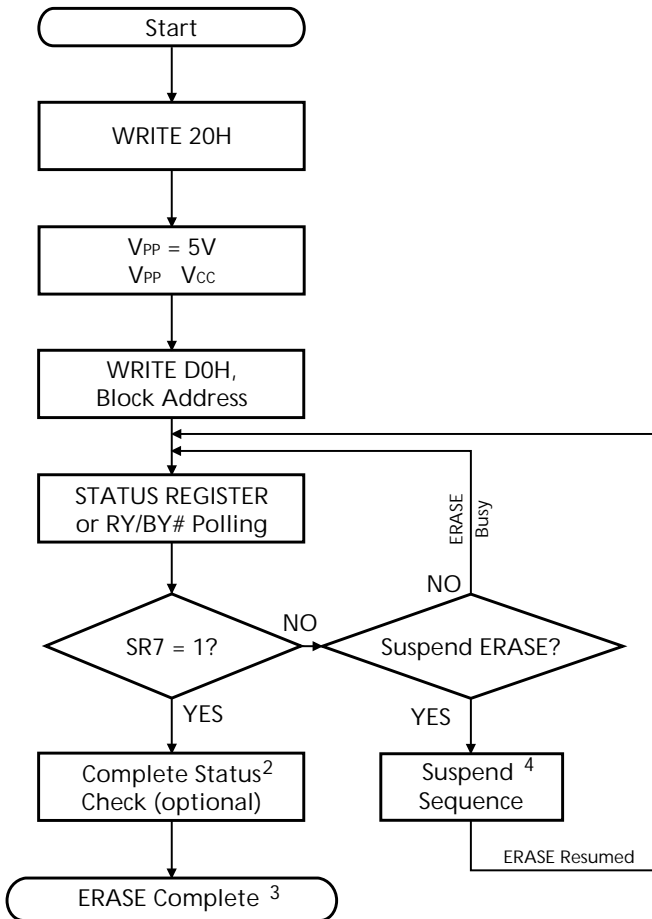 Start
WRITE 20H
VPP = 5V
VPP VCC
WRITE D0H,
Block Address
STATUS REGISTER
or RY/BY# Polling
ERASE
Busy
NO
SR7 = 1?
NO
Suspend ERASE?
YES
YES
Complete Status2
Check (optional)
Suspend 4
Sequence
ERASE Resumed
ERASE Complete 3